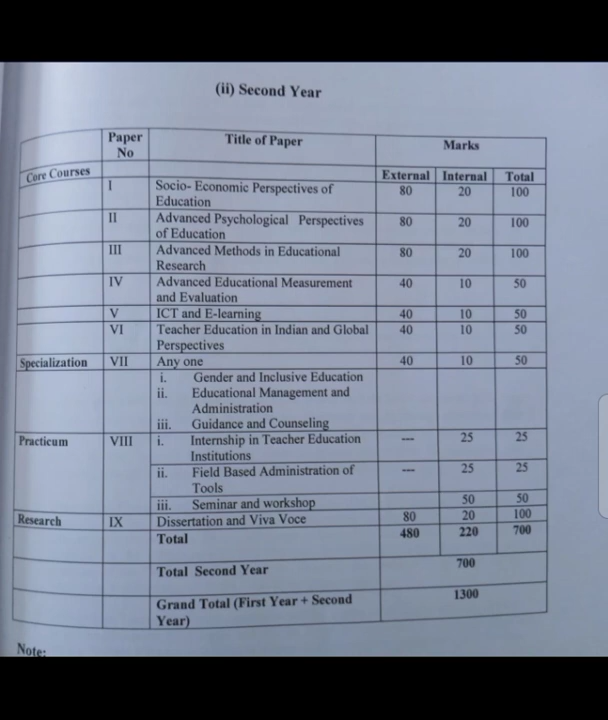 (ii) Second Year
Paper No Title of Paper Marks
Core Courses External Internal Total
I Socio- Economic Perspectives of Education 80 20 100
II Advanced Psychological Perspectives of Education 80 20 100
III Advanced Methods in Educational Research 80 20 100
IV Advanced Educational Measurement and Evaluation 40 10 50
V ICT and E-learning 40 10 50
VI Teacher Education in Indian and Global Perspectives 40 10 50
Specialization VII Any one 40 10 50
i. Gender and Inclusive Education
ii. Educational Management and Administration
iii. Guidance and Counseling
Practicum VIII i. Internship in Teacher Education Institutions --- 25 25
ii. Field Based Administration of Tools --- 25 25
iii. Seminar and workshop 50 50
Research IX Dissertation and Viva Voce 80 20 100
Total 480 220 700
Total Second Year 700
Grand Total (First Year + Second Year) 1300
Note: